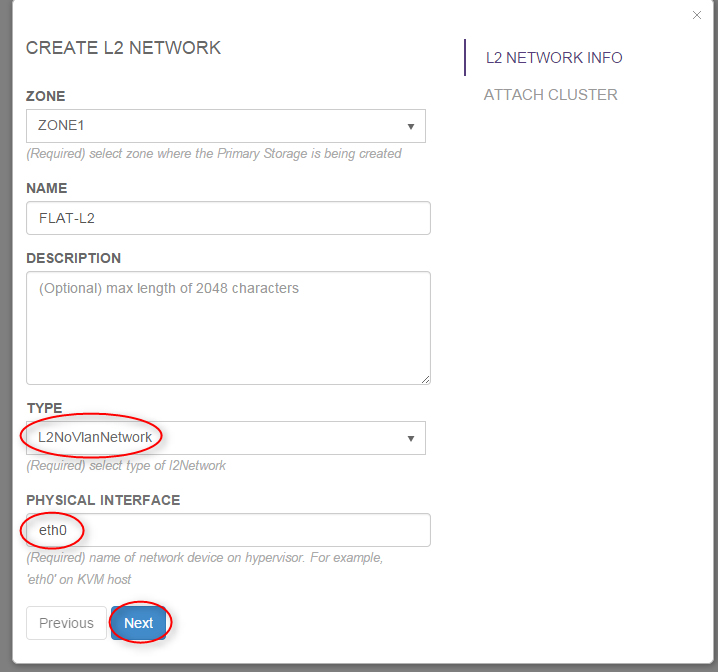 CREATE L2 NETWORK
ZONE
ZONE1
(Required) select zone where the Primary Storage is being created
NAME
FLAT-L2
DESCRIPTION
(Optional) max length of 2048 characters
TYPE
L2NoVlanNetwork
(Required) select type of l2Network
PHYSICAL INTERFACE
eth0
(Required) name of network device on hypervisor. For example,
'eth0' on KVM host
Previous
Next
L2 NETWORK INFO
ATTACH CLUSTER